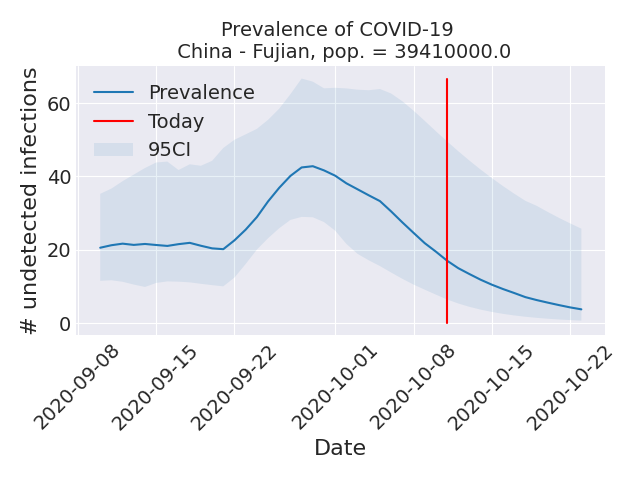 Prevalence of COVID-19
China - Fujian, pop. = 39410000.0
# undetected infections
60
40
20
0
Prevalence
Today
95CI
2020-09-08
2020-09-15
2020-09-22
2020-10-01
2020-10-08
2020-10-15
2020-10-22
Date